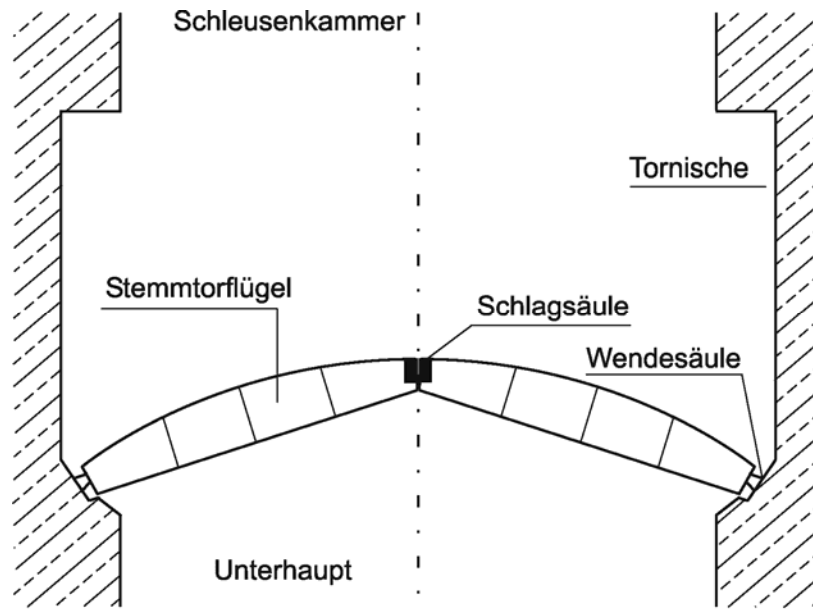 Schleusenkammer
Tornische
Stemmtorflügel
Schlagsäule
Wendesäule
Unterhaupt